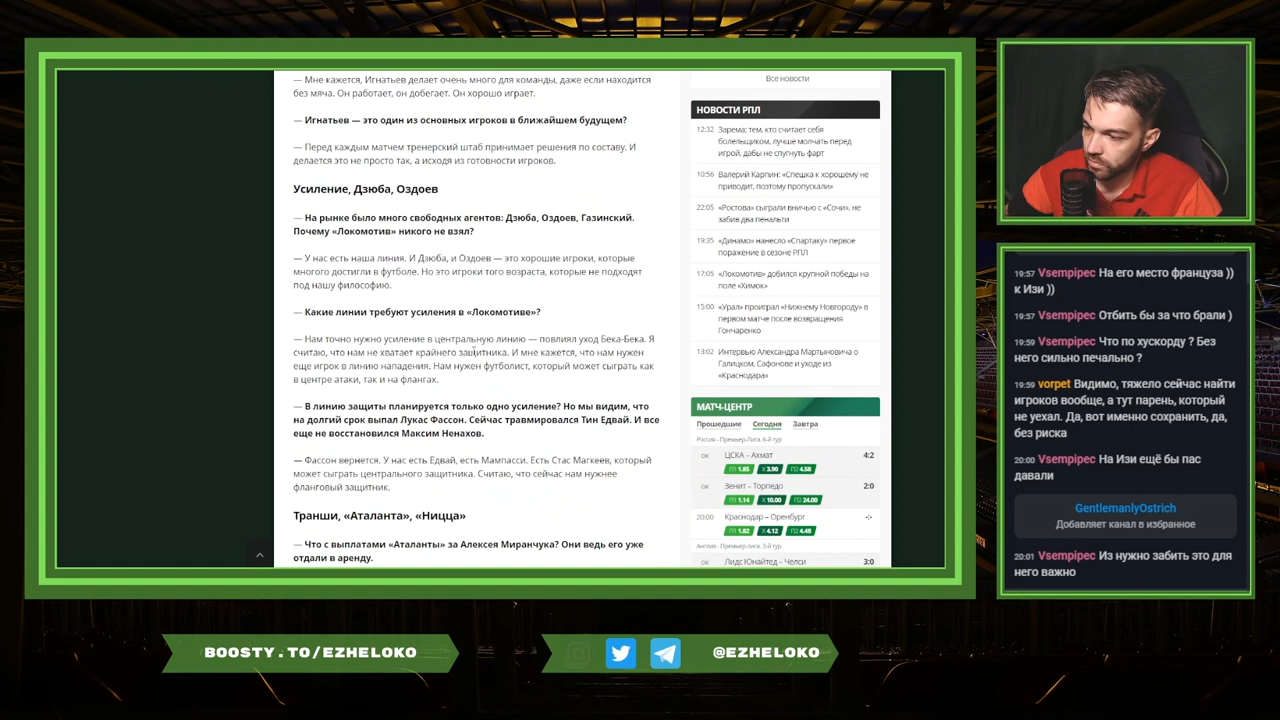 — Мне кажется, Игнатьев делает очень много для команды, даже если находится
без мяча. Он работает, он добегает. Он хорошо играет.
— Игнатьев — это один из основных игроков в ближайшем будущем?
— Перед каждым матчем тренерский штаб принимает решения по составу. И
делается это не просто так, а исходя из готовности игроков.
Усиление, Дзюба, Оздоев
— На рынке было много свободных агентов: Дзюба, Оздоев, Газинский.
Почему «Локомотив» никого не взял?
— У нас есть наша линия. И Дзюба, и Оздоев — это хорошие игроки, которые
многого достигли в футболе. Но это игроки того возраста, которые не подходят
под нашу философию.
— Какие линии требуют усиления в «Локомотиве»?
— Нам точно нужно усиление в центральную линию — повлиял уход Бека-Бека. Я
считаю, что нам не хватает крайнего защитника. И мне кажется, что нам нужен
еще игрок в линию нападения. Нам нужен футболист, который может сыграть как
в центре атаки, так и на флангах.
— В линию защиты планируется только одно усиление? Но мы видим, что
на долгий срок выпал Лукас Фассон. Сейчас травмировался Тин Едвай. И все
еще не восстановился Максим Ненахов.
— Фассон вернется. У нас есть Едвай, есть Мампасси. Есть Стас Магкеев, который
может сыграть центрального защитника. Считаю, что сейчас нам нужнее
фланговый защитник.
Транши, «Аталанта», «Ницца»
— Что с выплатами «Аталанты» за Алексея Миранчука? Они ведь его уже
отдали в аренду.
Все новости
НОВОСТИ РПЛ
12:32 Зарема: тем, кто считает себя
болельщиком, лучше молчать перед
игрой, дабы не спугнуть фарт
10:56 Валерий Карпин: «Спешка к хорошему не
приводит, поэтому пропускали»
22:05 «Ростова» сыграли вничью с «Сочи», не
забив два пенальти
19:35 «Динамо» нанесло «Спартаку» первое
поражение в сезоне РПЛ
17:05 «Локомотив» добился крупной победы на
поле «Химок»
15:00 «Урал» проиграл «Нижнему Новгороду» в
первом матче после возвращения
Гончаренко
13:02 Интервью Александра Мартыновича о
Галицком, Сафонове и уходе из
«Краснодара»
МАТЧ-ЦЕНТР
Прошедшие Сегодня Завтра
Россия - Премьер-Лига. 6-й тур
ок ЦСКА – Ахмат 4:2
П1 1.85 X 3.90 П2 4.58
ок Зенит – Торпедо 2:0
П1 1.14 X 10.00 П2 24.00
20:00 Краснодар – Оренбург -:-
П1 1.82 X 4.12 П2 4.48
Англия - Премьер-лига. 3-й тур
Лидс Юнайтед – Челси 3:0
19:57 Vsempipec На его место француза ))
к Изи ))
19:57 Vsempipec Отбить бы за что брали )
19:59 Vsempipec Что по хускорду ? Без
него сильно печально ?
19:59 vorpet Видимо, тяжело сейчас найти
игроков вообще, а тут парень, который
не уехал. Да, вот именно сохранить, да,
без риска
20:00 Vsempipec На Изи ещё бы пас
давали
GentlemanlyOstrich
Добавляет канал в избранное
20:01 Vsempipec Из нужно забить это для
него важно
BOOSTY.TO/EZHELOKO
@EZHELOKO